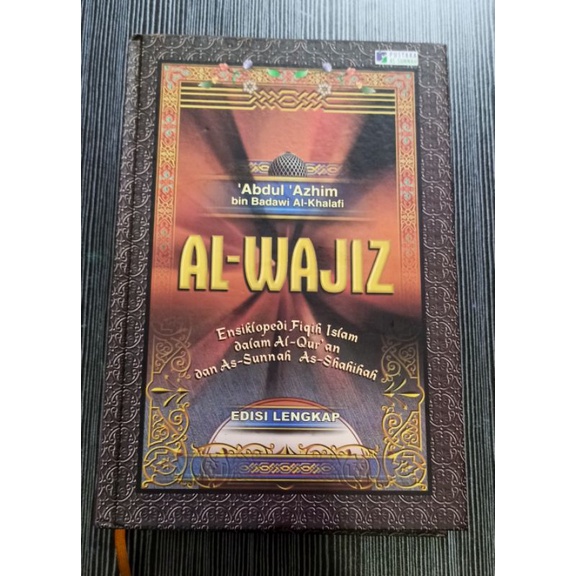 PUSTAKA
'Abdul 'Azhim
bin Badawi Al-Khalafi
AL-WAJIZ
Ensiklopedi Fiqih Islam
dalam Al-Qur'an
dan As-Sunnah As-Shahihah
EDISI LENGKAP